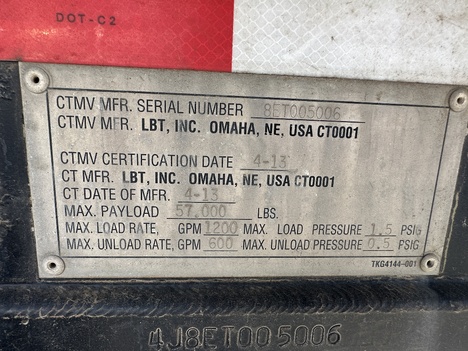 DOT-C2
CTMV MFR. SERIAL NUMBER 8ET005006
CTMV MFR. LBT, INC. OMAHA, NE, USA CT0001
CTMV CERTIFICATION DATE 4-13
CT MFR. LBT, INC. OMAHA, NE, USA CT0001
CT DATE OF MFR. 4-13
MAX. PAYLOAD 57,000 LBS.
MAX. LOAD RATE, GPM 1200 MAX. LOAD PRESSURE 1.5 PSIG
MAX. UNLOAD RATE, GPM 600 MAX. UNLOAD PRESSURE 0.5 PSIG
TKG4144-001
4J8ET005006